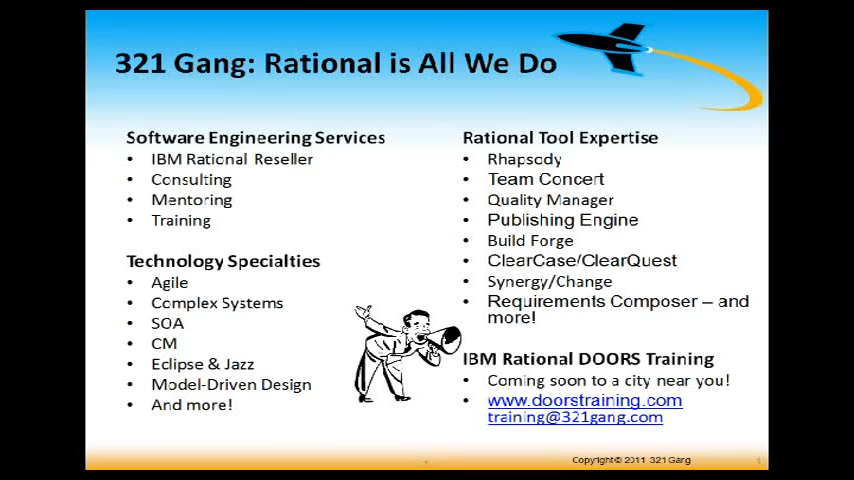 321 Gang: Rational is All We Do
Software Engineering Services
• IBM Rational Reseller
• Consulting
• Mentoring
• Training
Technology Specialties
• Agile
• Complex Systems
• SOA
• CM
• Eclipse & Jazz
• Model-Driven Design
• And more!
Rational Tool Expertise
• Rhapsody
• Team Concert
• Quality Manager
• Publishing Engine
• Build Forge
• ClearCase/ClearQuest
• Synergy/Change
• Requirements Composer – and
more!
IBM Rational DOORS Training
• Coming soon to a city near you!
• www.doorstraining.com
training@321gang.com
Copyright© 2011 321 Gang
1